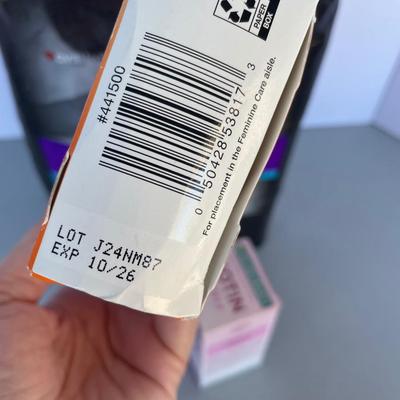 PAPER
BOX
#441500
0 50428 53817 3
For placement in the Feminine Care aisle.
LOT J24NM87
EXP 10/26